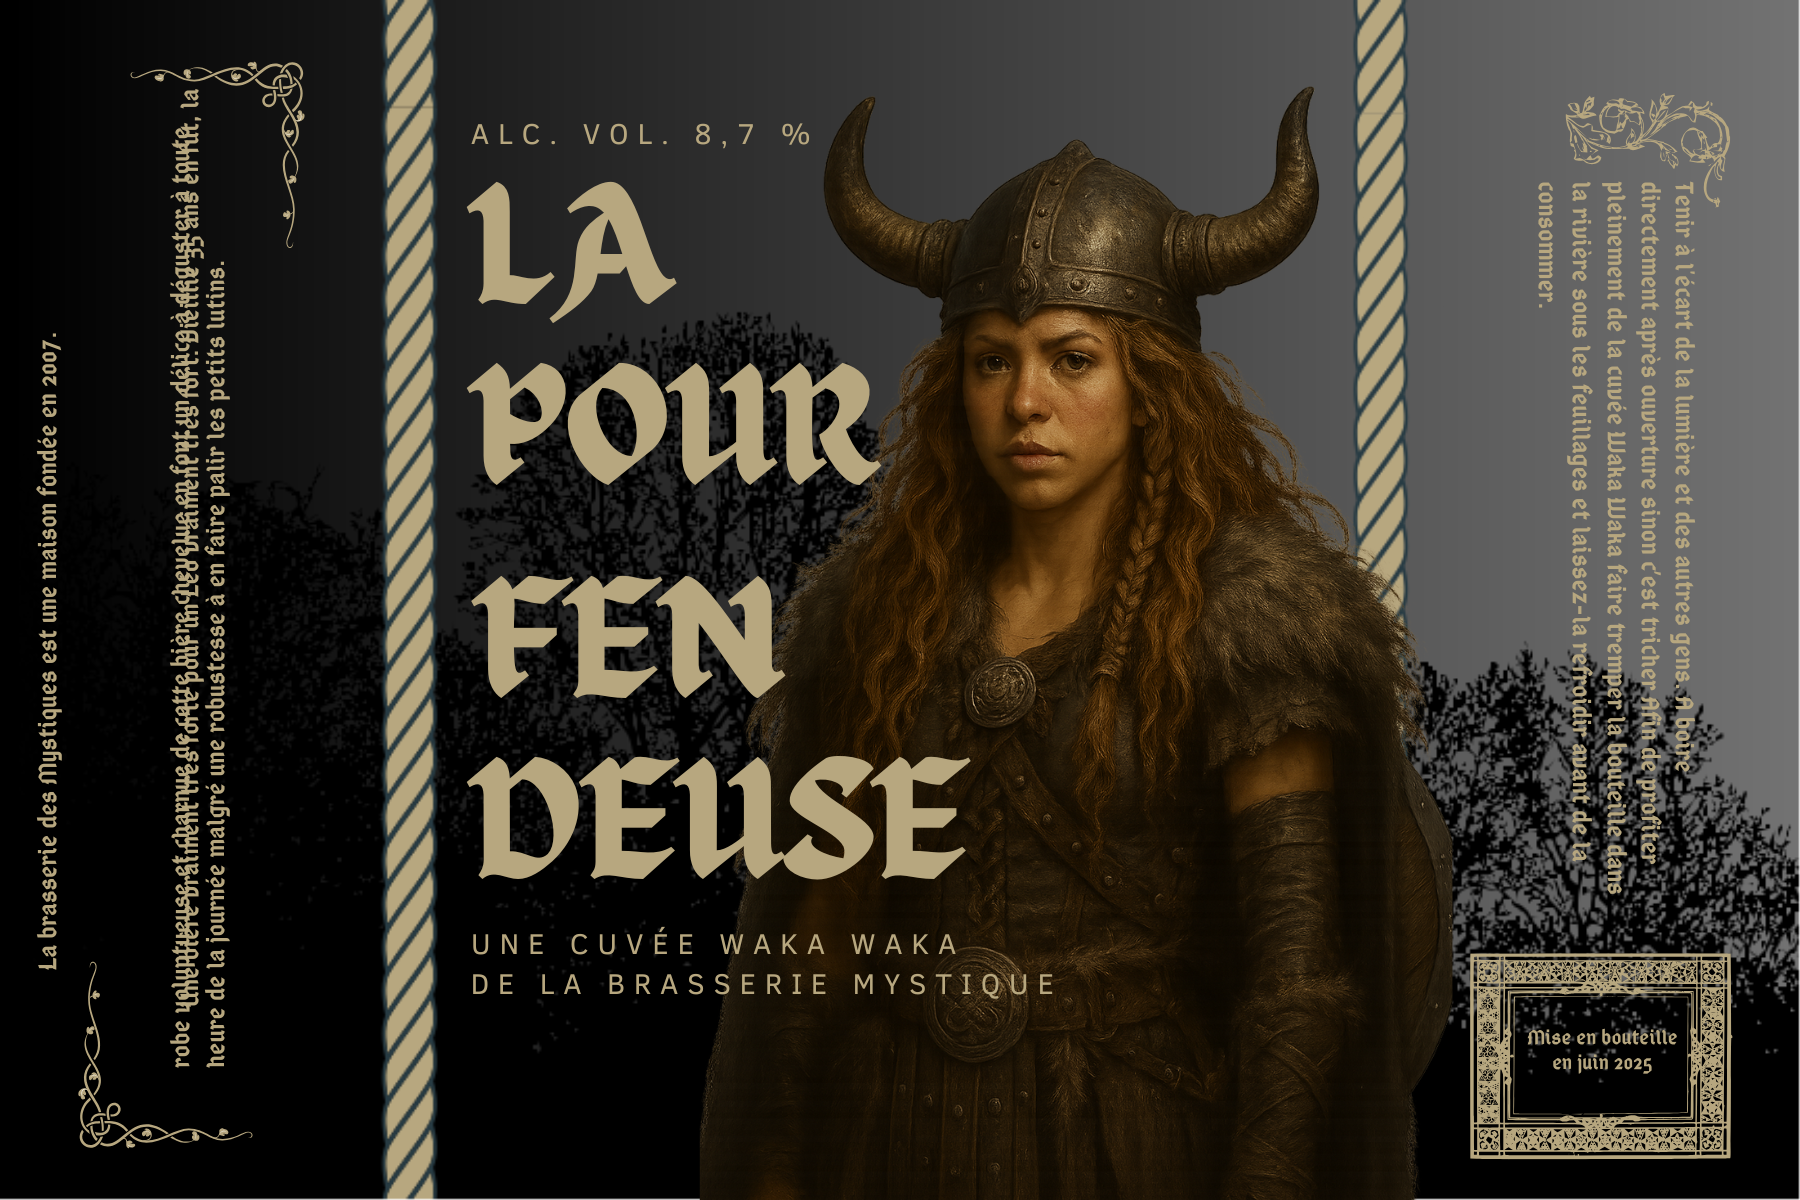 La brasserie des Mystiques est une maison fondée en 2007.
la
robe à déguster à toute
heure de la journée malgré une robustesse à en faire palir les petits lutins.
ALC. VOL. 8,7 %
LA
POUR
FEN
DEUSE
UNE CUVÉE WAKA WAKA
DE LA BRASSERIE MYSTIQUE
Tenir à l'écart de la lumière et des autres gens. A boire
directement après ouverture sinon c'est tricher Afin de profiter
pleinement de la cuvée Waka Waka faire tremper la bouteille dans
la rivière sous les feuillages et laissez-la refroidir avant de la
consommer.
Mise en bouteille
en juin 2025